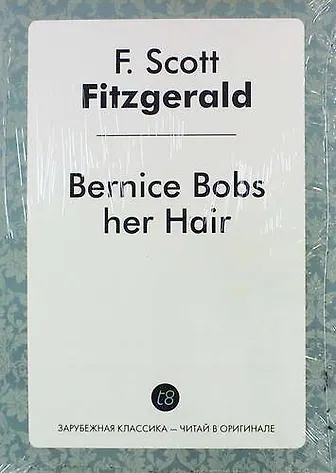 F. Scott
Fitzgerald
Bernice Bobs
her Hair
t8
ЗАРУБЕЖНАЯ КЛАССИКА — ЧИТАЙ В ОРИГИНАЛЕ